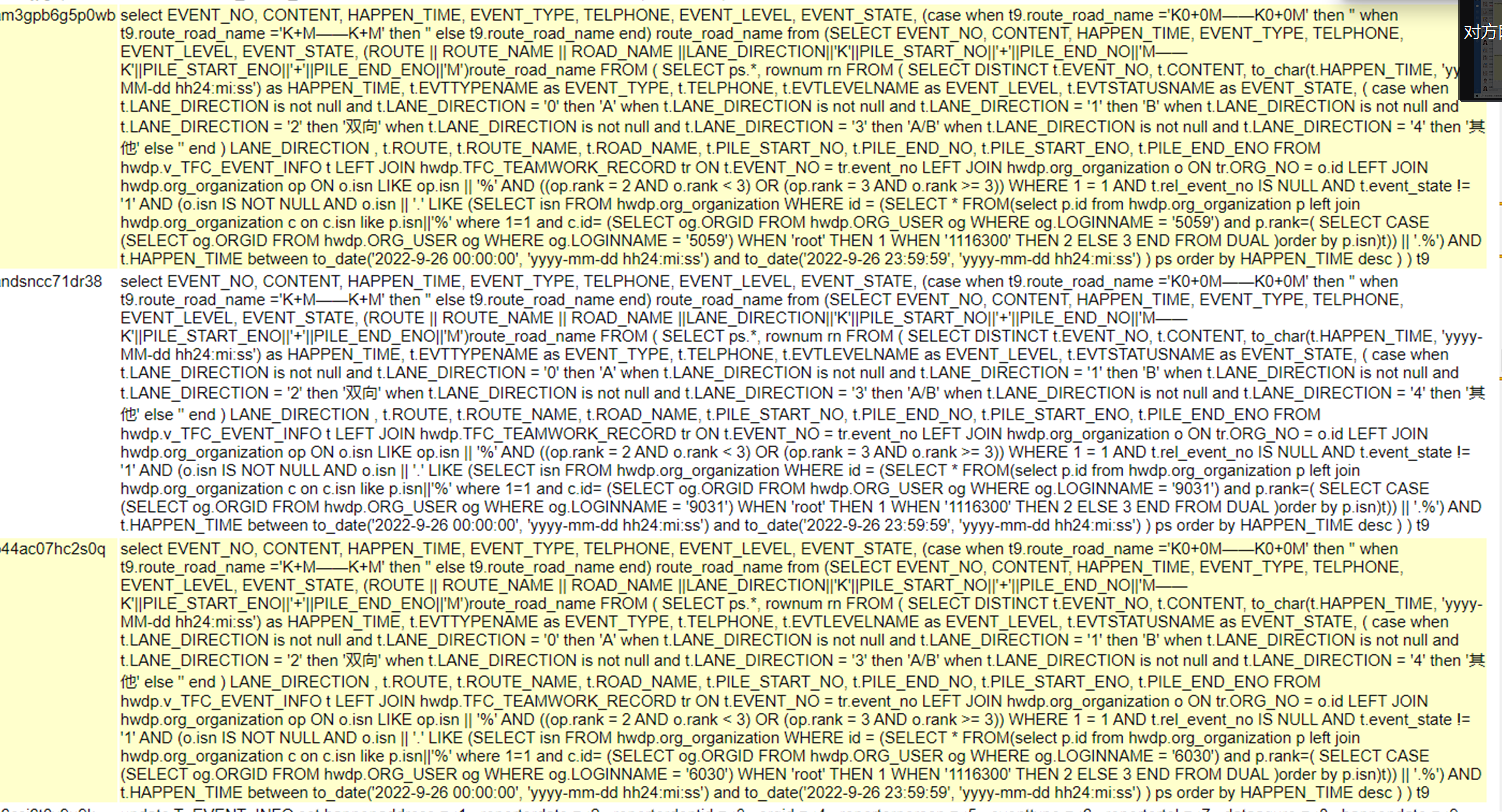 m3gpb6g5p0wb select EVENT_NO, CONTENT, HAPPEN_TIME, EVENT_TYPE, TELPHONE, EVENT_LEVEL, EVENT_STATE, (case when t9.route_road_name ='K0+0M——K0+0M' then '' when
对方
t9.route_road_name ='K+M——K+M' then '' else t9.route_road_name end) route_road_name from (SELECT EVENT_NO, CONTENT, HAPPEN_TIME, EVENT_TYPE, TELPHONE,
EVENT_LEVEL, EVENT_STATE, (ROUTE || ROUTE_NAME || ROAD_NAME ||LANE_DIRECTION||'K'||PILE_START_NO||'+'||PILE_END_NO||'M——
K'||PILE_START_ENO||'+'||PILE_END_ENO||'M')route_road_name FROM ( SELECT ps.*, rownum rn FROM ( SELECT DISTINCT t.EVENT_NO, t.CONTENT, to_char(t.HAPPEN_TIME, 'yy
MM-dd hh24:mi:ss') as HAPPEN_TIME, t.EVTTYPENAME as EVENT_TYPE, t.TELPHONE, t.EVTLEVELNAME as EVENT_LEVEL, t.EVTSTATUSNAME as EVENT_STATE, ( case when
t.LANE_DIRECTION is not null and t.LANE_DIRECTION = '0' then 'A' when t.LANE_DIRECTION is not null and t.LANE_DIRECTION = '1' then 'B' when t.LANE_DIRECTION is not null and
t.LANE_DIRECTION = '2' then '双向' when t.LANE_DIRECTION is not null and t.LANE_DIRECTION = '3' then 'A/B' when t.LANE_DIRECTION is not null and t.LANE_DIRECTION = '4' then '其
他' else '' end ) LANE_DIRECTION , t.ROUTE, t.ROUTE_NAME, t.ROAD_NAME, t.PILE_START_NO, t.PILE_END_NO, t.PILE_START_ENO, t.PILE_END_ENO FROM
hwdp.v_TFC_EVENT_INFO t LEFT JOIN hwdp.TFC_TEAMWORK_RECORD tr ON t.EVENT_NO = tr.event_no LEFT JOIN hwdp.org_organization o ON tr.ORG_NO = o.id LEFT JOIN
hwdp.org_organization op ON o.isn LIKE op.isn || '%' AND ((op.rank = 2 AND o.rank < 3) OR (op.rank = 3 AND o.rank >= 3)) WHERE 1 = 1 AND t.rel_event_no IS NULL AND t.event_state !=
'1' AND (o.isn IS NOT NULL AND o.isn || '.' LIKE (SELECT isn FROM hwdp.org_organization WHERE id = (SELECT * FROM(select p.id from hwdp.org_organization p left join
hwdp.org_organization c on c.isn like p.isn||'%' where 1=1 and c.id= (SELECT og.ORGID FROM hwdp.ORG_USER og WHERE og.LOGINNAME = '5059') and p.rank=( SELECT CASE
(SELECT og.ORGID FROM hwdp.ORG_USER og WHERE og.LOGINNAME = '5059') WHEN 'root' THEN 1 WHEN '1116300' THEN 2 ELSE 3 END FROM DUAL )order by p.isn)t)) || '.%') AND
t.HAPPEN_TIME between to_date('2022-9-26 00:00:00', 'yyyy-mm-dd hh24:mi:ss') and to_date('2022-9-26 23:59:59', 'yyyy-mm-dd hh24:mi:ss') ) ps order by HAPPEN_TIME desc ) ) t9
ndsncc71dr38 select EVENT_NO, CONTENT, HAPPEN_TIME, EVENT_TYPE, TELPHONE, EVENT_LEVEL, EVENT_STATE, (case when t9.route_road_name ='K0+0M——K0+0M' then '' when
t9.route_road_name ='K+M——K+M' then '' else t9.route_road_name end) route_road_name from (SELECT EVENT_NO, CONTENT, HAPPEN_TIME, EVENT_TYPE, TELPHONE,
EVENT_LEVEL, EVENT_STATE, (ROUTE || ROUTE_NAME || ROAD_NAME ||LANE_DIRECTION||'K'||PILE_START_NO||'+'||PILE_END_NO||'M——
K'||PILE_START_ENO||'+'||PILE_END_ENO||'M')route_road_name FROM ( SELECT ps.*, rownum rn FROM ( SELECT DISTINCT t.EVENT_NO, t.CONTENT, to_char(t.HAPPEN_TIME, 'yyyy-
MM-dd hh24:mi:ss') as HAPPEN_TIME, t.EVTTYPENAME as EVENT_TYPE, t.TELPHONE, t.EVTLEVELNAME as EVENT_LEVEL, t.EVTSTATUSNAME as EVENT_STATE, ( case when
t.LANE_DIRECTION is not null and t.LANE_DIRECTION = '0' then 'A' when t.LANE_DIRECTION is not null and t.LANE_DIRECTION = '1' then 'B' when t.LANE_DIRECTION is not null and
t.LANE_DIRECTION = '2' then '双向' when t.LANE_DIRECTION is not null and t.LANE_DIRECTION = '3' then 'A/B' when t.LANE_DIRECTION is not null and t.LANE_DIRECTION = '4' then '其
他' else '' end ) LANE_DIRECTION , t.ROUTE, t.ROUTE_NAME, t.ROAD_NAME, t.PILE_START_NO, t.PILE_END_NO, t.PILE_START_ENO, t.PILE_END_ENO FROM
hwdp.v_TFC_EVENT_INFO t LEFT JOIN hwdp.TFC_TEAMWORK_RECORD tr ON t.EVENT_NO = tr.event_no LEFT JOIN hwdp.org_organization o ON tr.ORG_NO = o.id LEFT JOIN
hwdp.org_organization op ON o.isn LIKE op.isn || '%' AND ((op.rank = 2 AND o.rank < 3) OR (op.rank = 3 AND o.rank >= 3)) WHERE 1 = 1 AND t.rel_event_no IS NULL AND t.event_state !=
'1' AND (o.isn IS NOT NULL AND o.isn || '.' LIKE (SELECT isn FROM hwdp.org_organization WHERE id = (SELECT * FROM(select p.id from hwdp.org_organization p left join
hwdp.org_organization c on c.isn like p.isn||'%' where 1=1 and c.id= (SELECT og.ORGID FROM hwdp.ORG_USER og WHERE og.LOGINNAME = '9031') and p.rank=( SELECT CASE
(SELECT og.ORGID FROM hwdp.ORG_USER og WHERE og.LOGINNAME = '9031') WHEN 'root' THEN 1 WHEN '1116300' THEN 2 ELSE 3 END FROM DUAL )order by p.isn)t)) || '.%') AND
t.HAPPEN_TIME between to_date('2022-9-26 00:00:00', 'yyyy-mm-dd hh24:mi:ss') and to_date('2022-9-26 23:59:59', 'yyyy-mm-dd hh24:mi:ss') ) ps order by HAPPEN_TIME desc ) ) t9
44ac07hc2s0q select EVENT_NO, CONTENT, HAPPEN_TIME, EVENT_TYPE, TELPHONE, EVENT_LEVEL, EVENT_STATE, (case when t9.route_road_name ='K0+0M——K0+0M' then '' when
t9.route_road_name ='K+M——K+M' then '' else t9.route_road_name end) route_road_name from (SELECT EVENT_NO, CONTENT, HAPPEN_TIME, EVENT_TYPE, TELPHONE,
EVENT_LEVEL, EVENT_STATE, (ROUTE || ROUTE_NAME || ROAD_NAME ||LANE_DIRECTION||'K'||PILE_START_NO||'+'||PILE_END_NO||'M——
K'||PILE_START_ENO||'+'||PILE_END_ENO||'M')route_road_name FROM ( SELECT ps.*, rownum rn FROM ( SELECT DISTINCT t.EVENT_NO, t.CONTENT, to_char(t.HAPPEN_TIME, 'yyyy-
MM-dd hh24:mi:ss') as HAPPEN_TIME, t.EVTTYPENAME as EVENT_TYPE, t.TELPHONE, t.EVTLEVELNAME as EVENT_LEVEL, t.EVTSTATUSNAME as EVENT_STATE, ( case when
t.LANE_DIRECTION is not null and t.LANE_DIRECTION = '0' then 'A' when t.LANE_DIRECTION is not null and t.LANE_DIRECTION = '1' then 'B' when t.LANE_DIRECTION is not null and
t.LANE_DIRECTION = '2' then '双向' when t.LANE_DIRECTION is not null and t.LANE_DIRECTION = '3' then 'A/B' when t.LANE_DIRECTION is not null and t.LANE_DIRECTION = '4' then '其
他' else '' end ) LANE_DIRECTION , t.ROUTE, t.ROUTE_NAME, t.ROAD_NAME, t.PILE_START_NO, t.PILE_END_NO, t.PILE_START_ENO, t.PILE_END_ENO FROM
hwdp.v_TFC_EVENT_INFO t LEFT JOIN hwdp.TFC_TEAMWORK_RECORD tr ON t.EVENT_NO = tr.event_no LEFT JOIN hwdp.org_organization o ON tr.ORG_NO = o.id LEFT JOIN
hwdp.org_organization op ON o.isn LIKE op.isn || '%' AND ((op.rank = 2 AND o.rank < 3) OR (op.rank = 3 AND o.rank >= 3)) WHERE 1 = 1 AND t.rel_event_no IS NULL AND t.event_state !=
'1' AND (o.isn IS NOT NULL AND o.isn || '.' LIKE (SELECT isn FROM hwdp.org_organization WHERE id = (SELECT * FROM(select p.id from hwdp.org_organization p left join
hwdp.org_organization c on c.isn like p.isn||'%' where 1=1 and c.id= (SELECT og.ORGID FROM hwdp.ORG_USER og WHERE og.LOGINNAME = '6030') and p.rank=( SELECT CASE
(SELECT og.ORGID FROM hwdp.ORG_USER og WHERE og.LOGINNAME = '6030') WHEN 'root' THEN 1 WHEN '1116300' THEN 2 ELSE 3 END FROM DUAL )order by p.isn)t)) || '.%') AND
t.HAPPEN_TIME between to_date('2022-9-26 00:00:00', 'yyyy-mm-dd hh24:mi:ss') and to_date('2022-9-26 23:59:59', 'yyyy-mm-dd hh24:mi:ss') ) ps order by HAPPEN_TIME desc ) ) t9